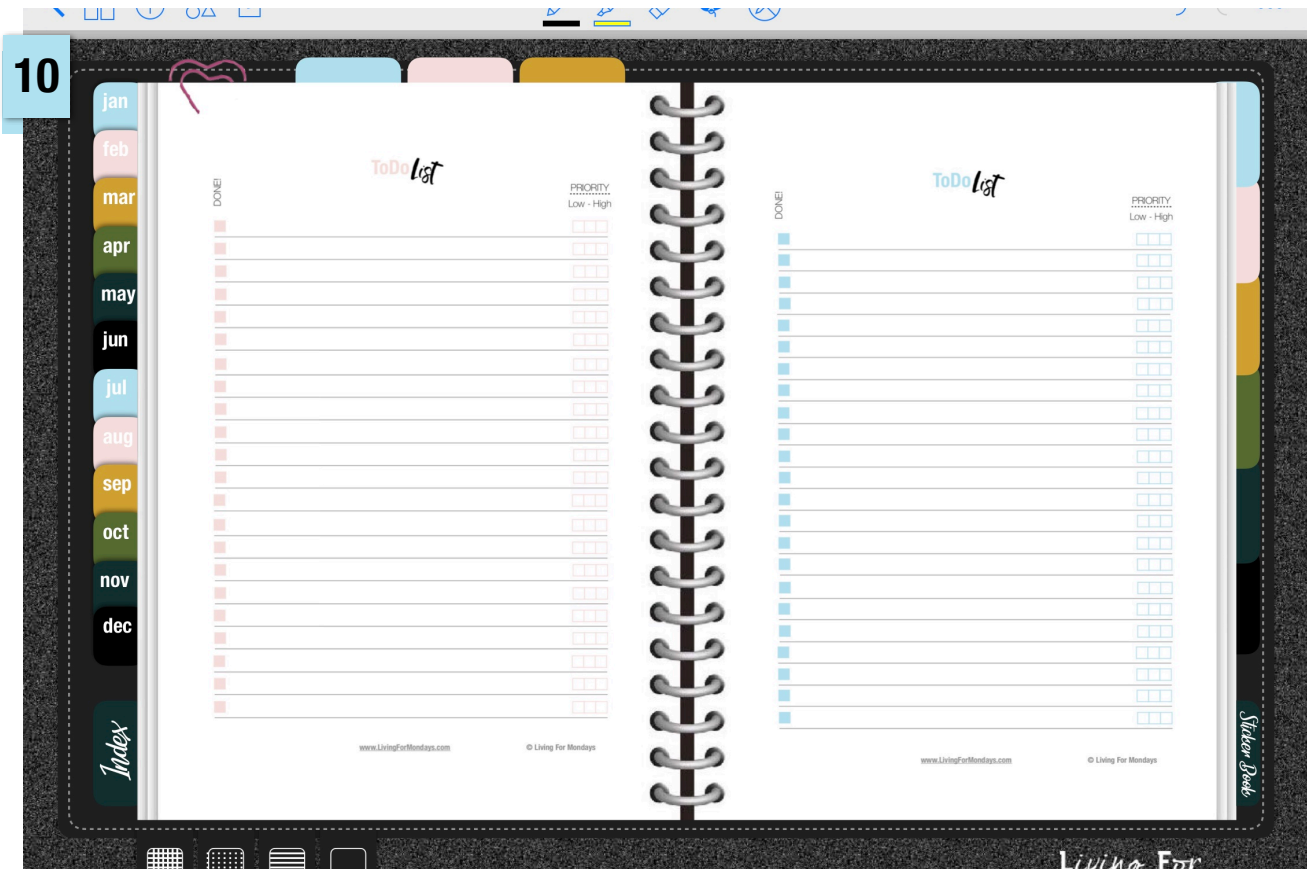 10
jan
feb
mar
apr
may
jun
jul
aug
sep
oct
nov
dec
Index
ToDo List
DONE!
PRIORITY
Low - High
www.LivingForMondays.com
© Living For Mondays
ToDo List
DONE!
PRIORITY
Low - High
www.LivingForMondays.com
© Living For Mondays
Sticker Book
Living For